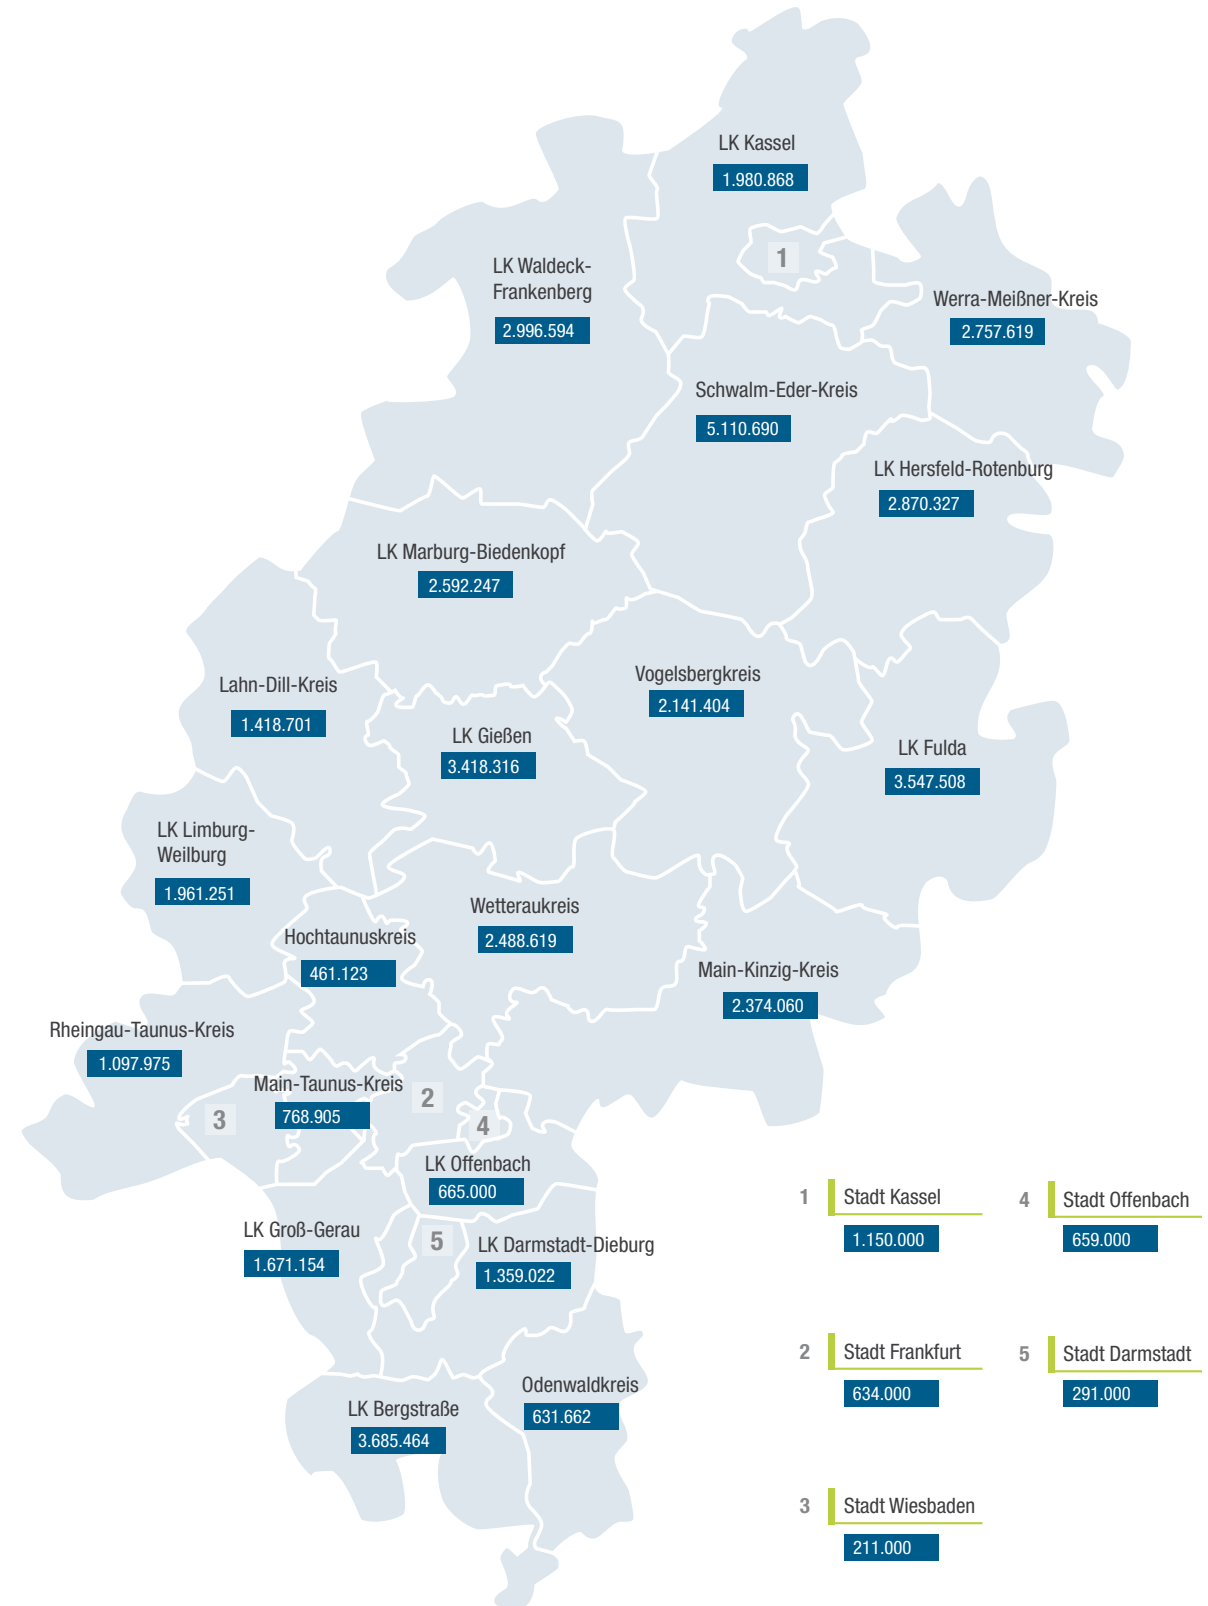 LK Kassel
1.980.868
1
LK Waldeck-
Frankenberg
2.996.594
Werra-Meißner-Kreis
2.757.619
Schwalm-Eder-Kreis
5.110.690
LK Hersfeld-Rotenburg
2.870.327
LK Marburg-Biedenkopf
2.592.247
Lahn-Dill-Kreis
1.418.701
Vogelsbergkreis
2.141.404
LK Gießen
3.418.316
LK Fulda
3.547.508
LK Limburg-
Weilburg
1.961.251
Wetteraukreis
2.488.619
Hochtaunuskreis
461.123
Main-Kinzig-Kreis
2.374.060
Rheingau-Taunus-Kreis
1.097.975
Main-Taunus-Kreis
768.905
2
3
4
LK Offenbach
665.000
LK Groß-Gerau
1.671.154
5
LK Darmstadt-Dieburg
1.359.022
Odenwaldkreis
631.662
LK Bergstraße
3.685.464
1 Stadt Kassel
1.150.000
4 Stadt Offenbach
659.000
2 Stadt Frankfurt
634.000
5 Stadt Darmstadt
291.000
3 Stadt Wiesbaden
211.000